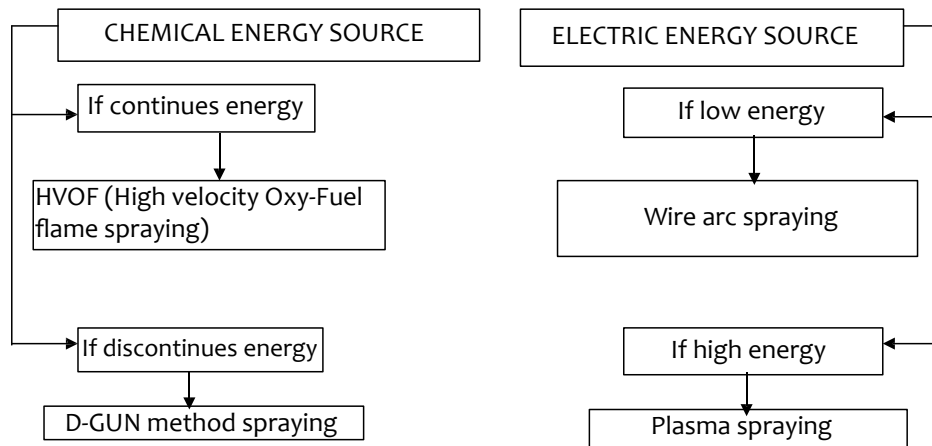 CHEMICAL ENERGY SOURCE
If continues energy
HVOF (High velocity Oxy-Fuel
flame spraying)
If discontinues energy
D-GUN method spraying
ELECTRIC ENERGY SOURCE
If low energy
Wire arc spraying
If high energy
Plasma spraying